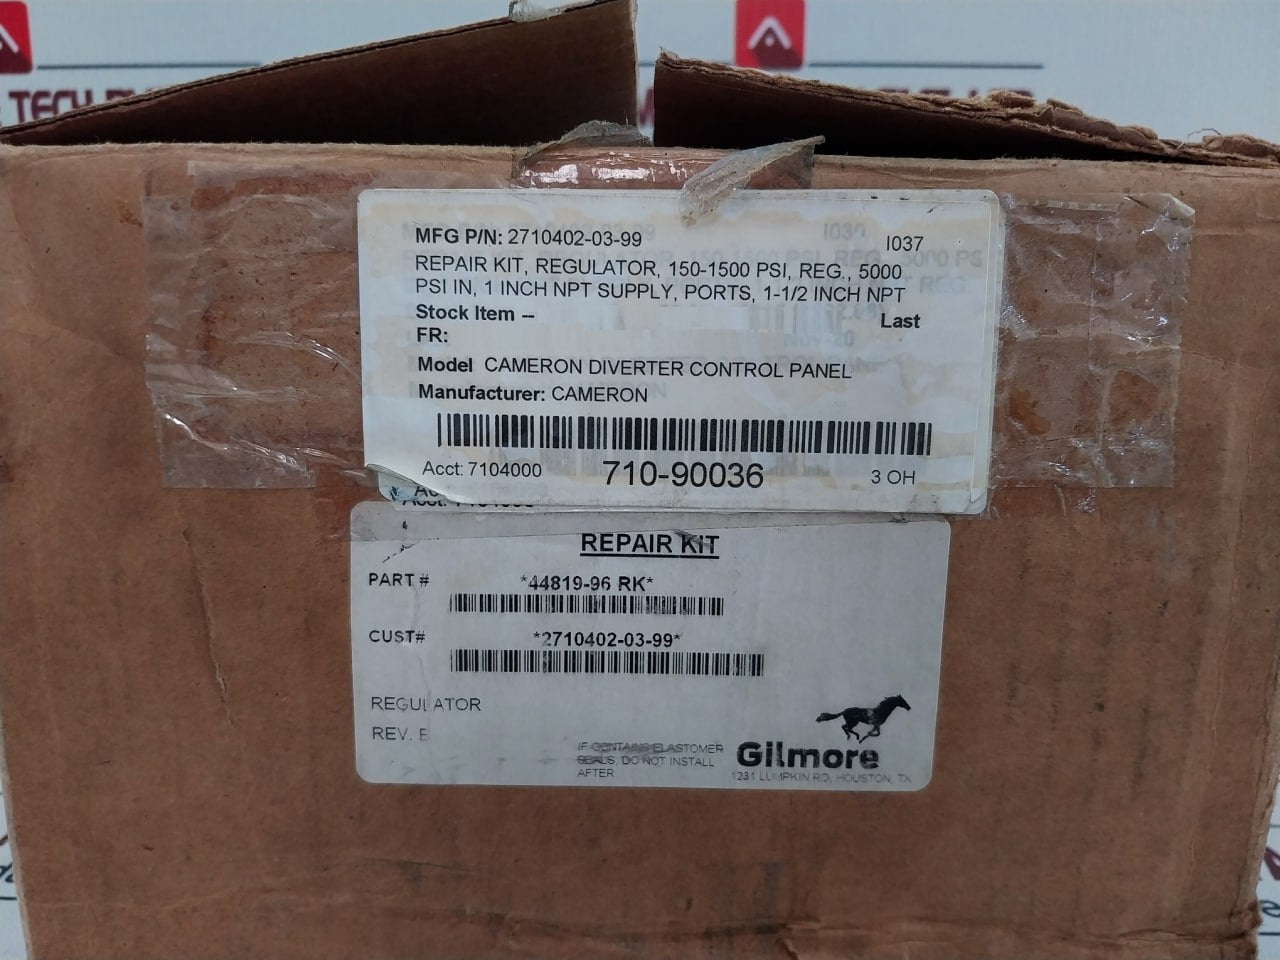 TECH
MFG P/N: 2710402-03-99
I037
REPAIR KIT, REGULATOR, 150-1500 PSI, REG., 5000
PSI IN, 1 INCH NPT SUPPLY, PORTS, 1-1/2 INCH NPT
Stock Item –
Last
FR:
Model CAMERON DIVERTER CONTROL PANEL
Manufacturer: CAMERON
Acct: 7104000 710-90036 3 OH
REPAIR KIT
PART # *44819-96 RK*
CUST# *2710402-03-99*
REGULATOR
REV.
IF CONTAINS ELASTOMER
SEALS, DO NOT INSTALL
AFTER
Gilmore
1231 LUMPKIN RD, HOUSTON, TX